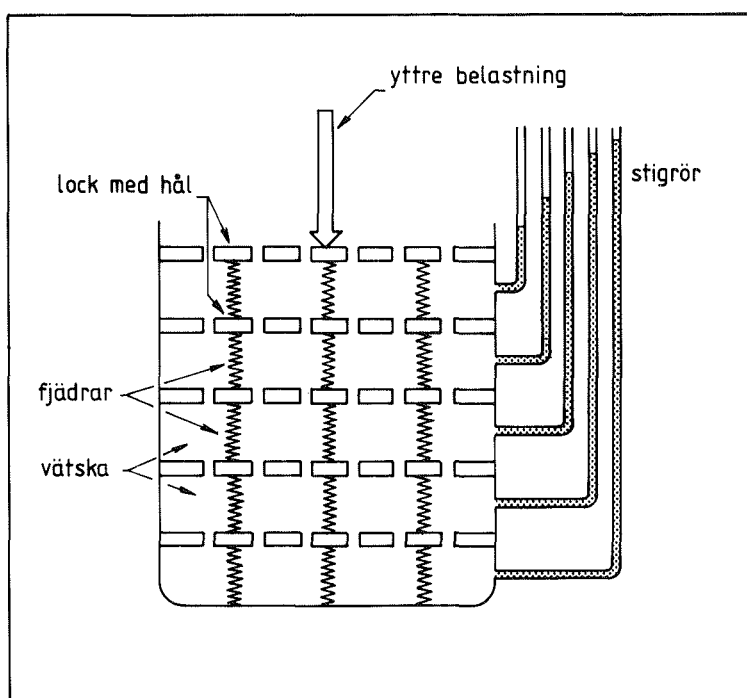 yttre belastning
stigrör
lock med hål
fjädrar
vätska